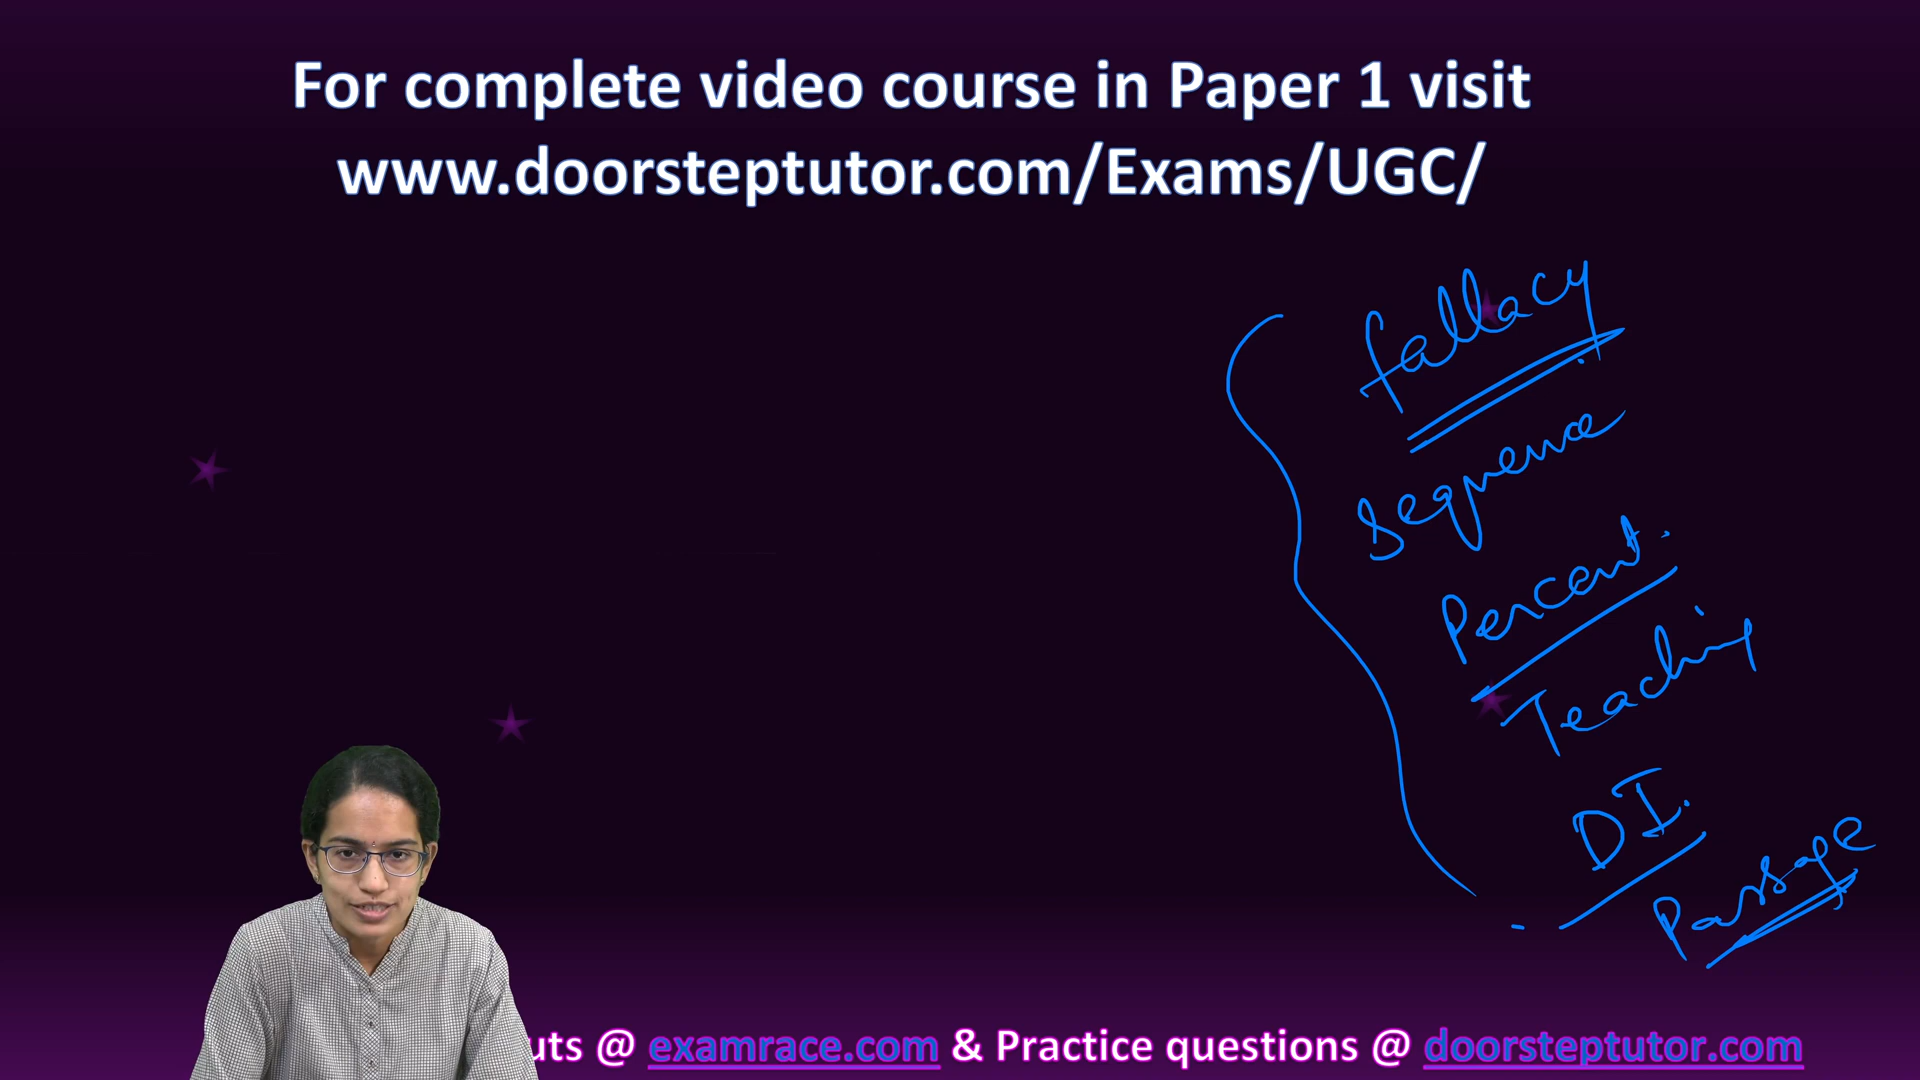 For complete video course in Paper 1 visit
www.doorsteptutor.com/Exams/UGC/
fallacy
Sequence
Percent.
Teaching
DI.
Passage
uts @ examrace.com & Practice questions @ doorsteptutor.com